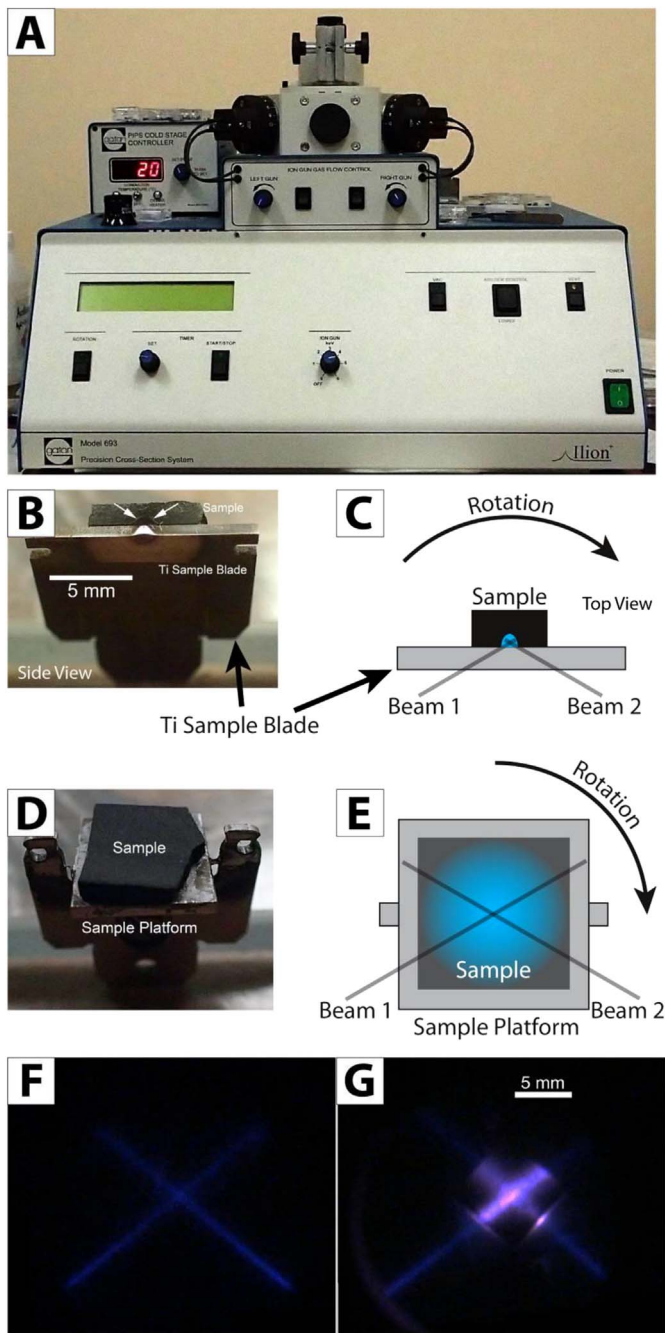 A
gatan
PIPS COLD STAGE
CONTROLLER
20
ION GUN GAS FLOW CONTROL
LEFT GUN
RIGHT GUN
ROTATION
TIMER
SET
START/STOP
ION GUN
keV
OFF
POWER
gatan
Model 693
Precision Cross-Section System
Ilion+
B
Sample
Ti Sample Blade
5 mm
Side View
Ti Sample Blade
C
Rotation
Sample
Top View
Beam 1
Beam 2
D
Sample
Sample Platform
E
Rotation
Sample
Beam 1
Beam 2
Sample Platform
F
G
5 mm